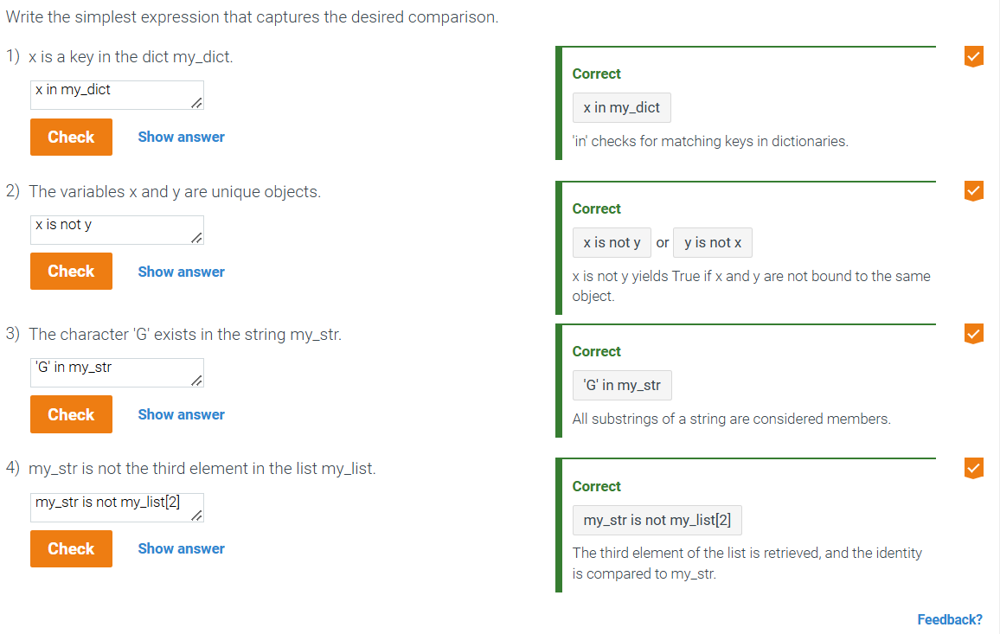 Write the simplest expression that captures the desired comparison.
1) x is a key in the dict my_dict.
x in my_dict
Check Show answer
Correct
x in my_dict
'in' checks for matching keys in dictionaries.
2) The variables x and y are unique objects.
x is not y
Check Show answer
Correct
x is not y or y is not x
x is not y yields True if x and y are not bound to the same
object.
3) The character 'G' exists in the string my_str.
'G' in my_str
Check Show answer
Correct
'G' in my_str
All substrings of a string are considered members.
4) my_str is not the third element in the list my_list.
my_str is not my_list[2]
Check Show answer
Correct
my_str is not my_list[2]
The third element of the list is retrieved, and the identity
is compared to my_str.
Feedback?